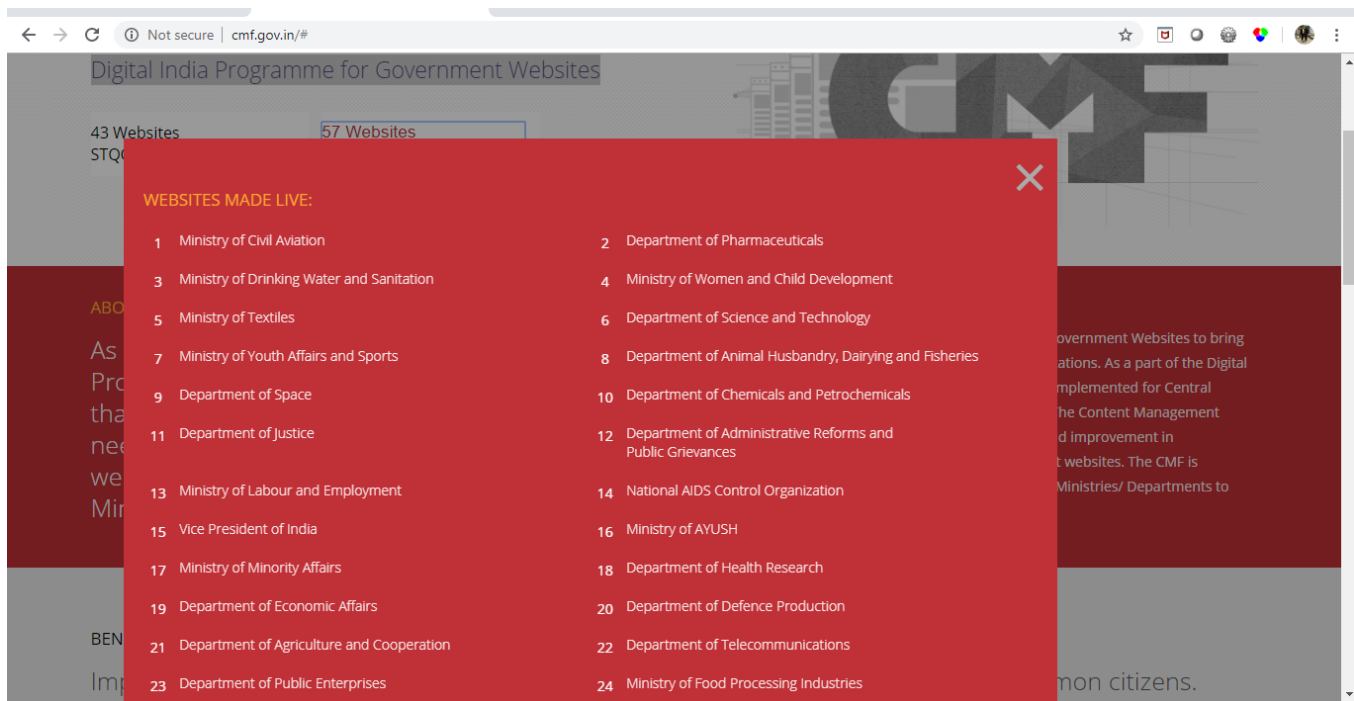 Not secure | cmf.gov.in/#
Digital India Programme for Government Websites
CMF
43 Websites
57 Websites
WEBSITES MADE LIVE:
1 Ministry of Civil Aviation
2 Department of Pharmaceuticals
3 Ministry of Drinking Water and Sanitation
4 Ministry of Women and Child Development
5 Ministry of Textiles
6 Department of Science and Technology
7 Ministry of Youth Affairs and Sports
8 Department of Animal Husbandry, Dairying and Fisheries
9 Department of Space
10 Department of Chemicals and Petrochemicals
11 Department of Justice
12 Department of Administrative Reforms and
Public Grievances
13 Ministry of Labour and Employment
14 National AIDS Control Organization
15 Vice President of India
16 Ministry of AYUSH
17 Ministry of Minority Affairs
18 Department of Health Research
19 Department of Economic Affairs
20 Department of Defence Production
21 Department of Agriculture and Cooperation
22 Department of Telecommunications
23 Department of Public Enterprises
24 Ministry of Food Processing Industries
As
Websites to bring
As a part of the Digital
for Central
Content Management
improvement in
websites. The CMF is
Ministries/ Departments to
citizens.